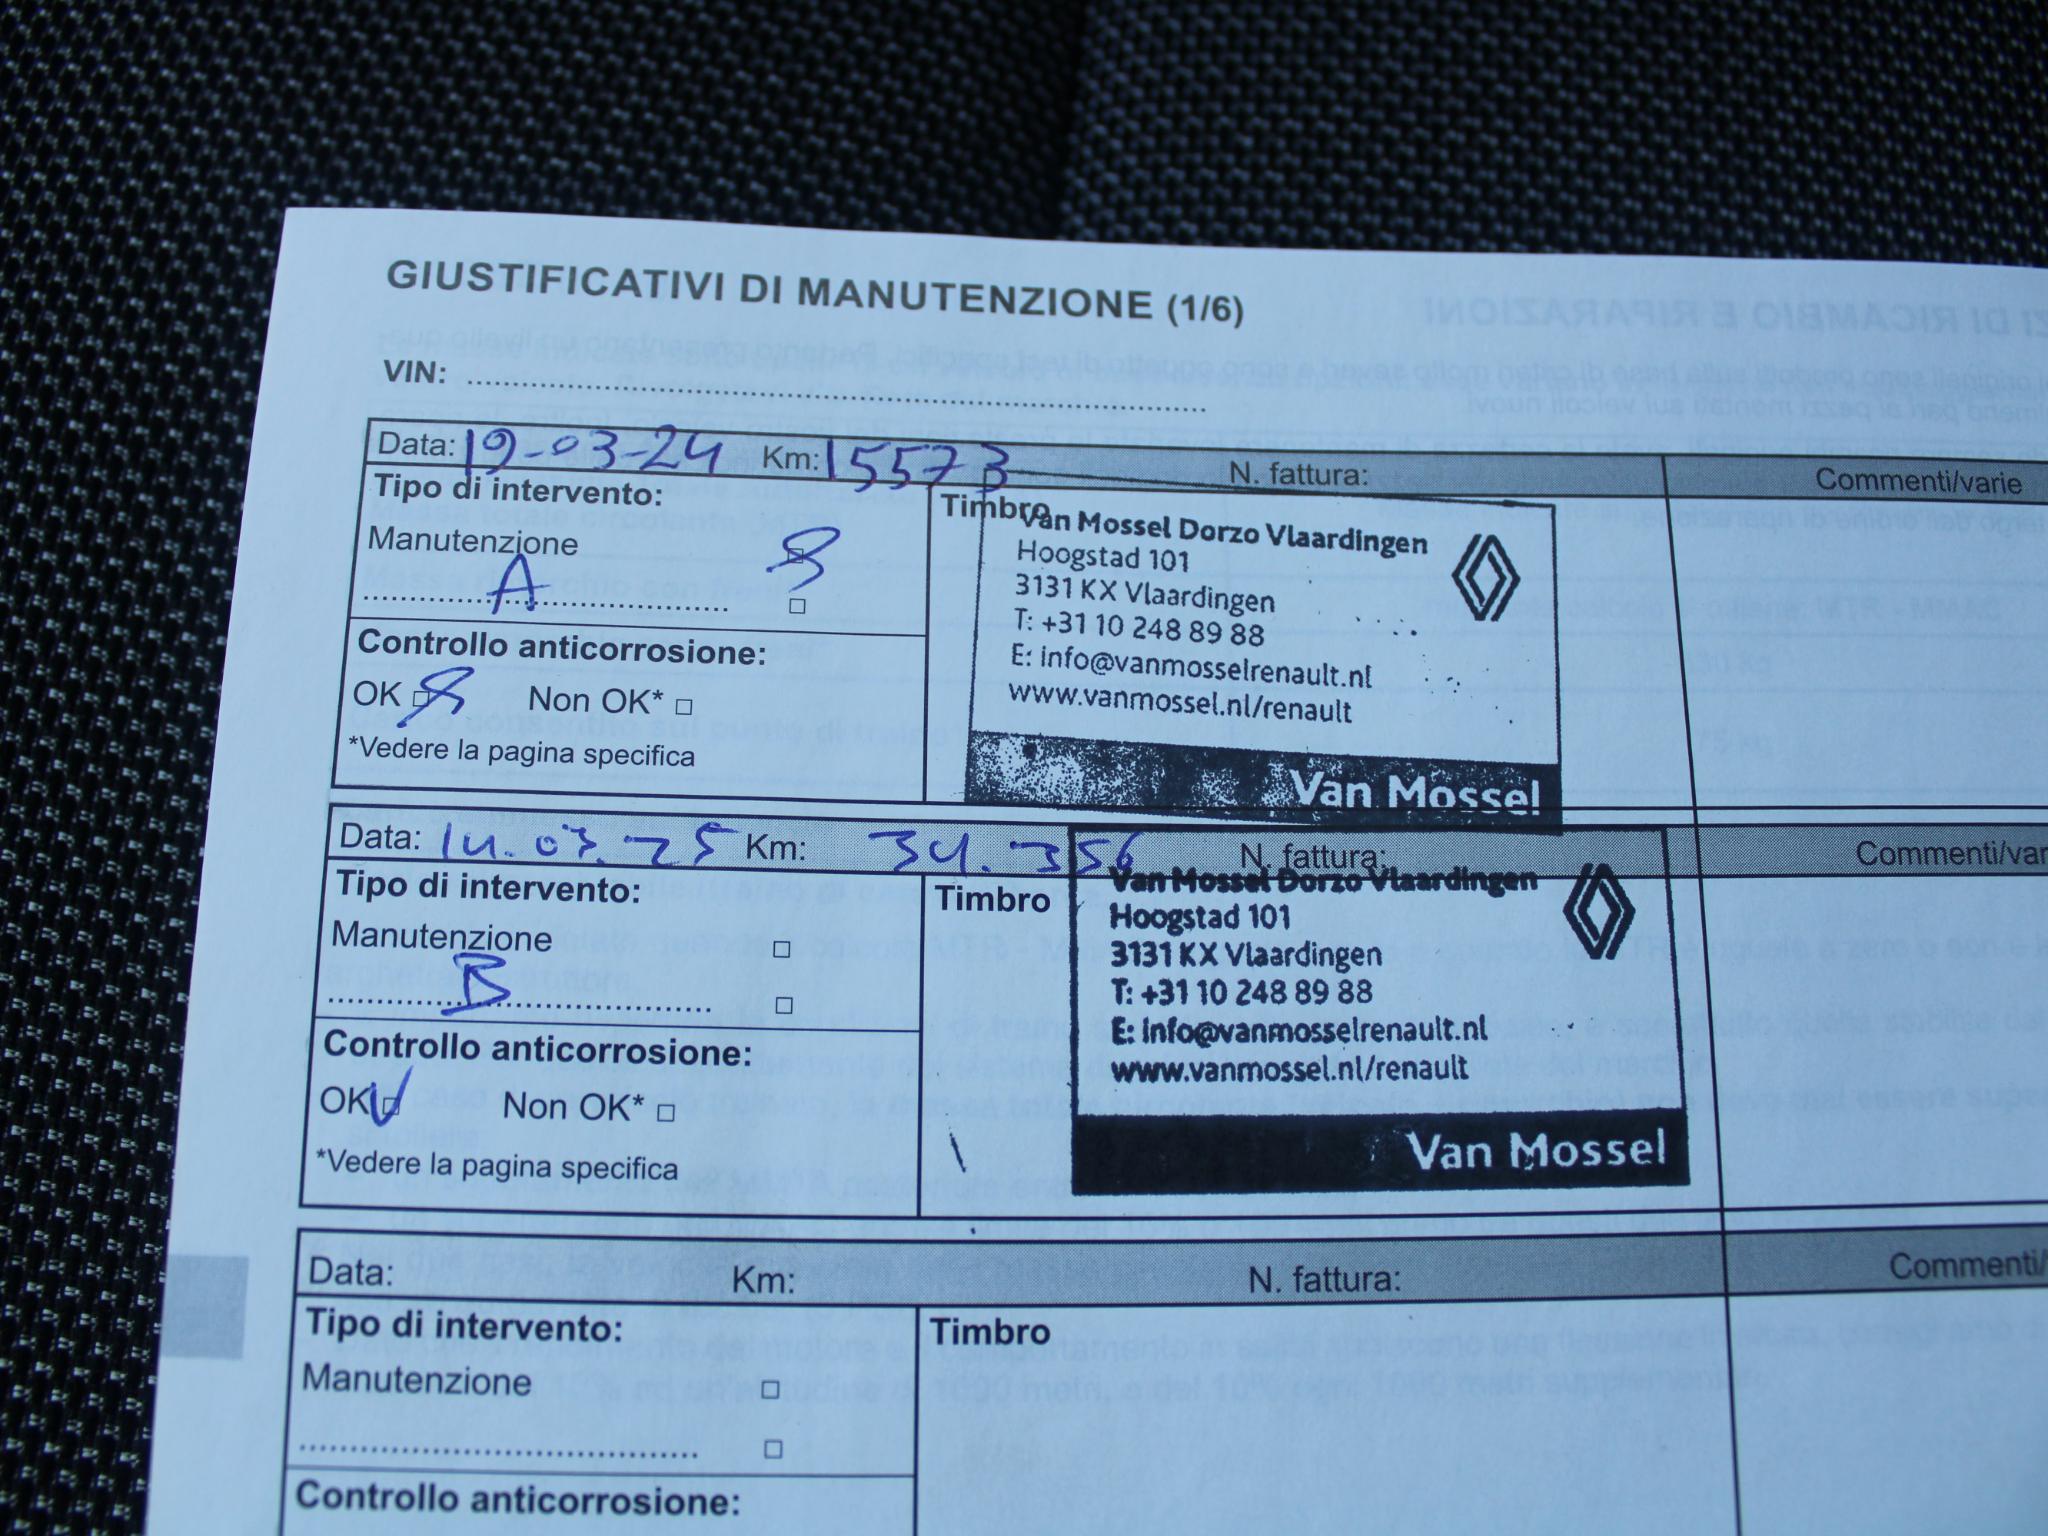 GIUSTIFICATIVI DI MANUTENZIONE (1/6)
VIN: ........................................................................
Data: 19-03-24 Km: 15573 N. fattura: Commenti/varie
Tipo di intervento:
Timbro
Manutenzione □
A
........................................ □
Van Mossel Dorzo Vlaardingen
Hoogstad 101
3131 KX Vlaardingen
T: +31 10 248 89 88
E: info@vanmosselrenault.nl
www.vanmossel.nl/renault
Van Mossel
Controllo anticorrosione:
OK □ Non OK* □
*Vedere la pagina specifica
Data: 14.03.25 Km: 34.356 N. fattura: Commenti/var
Tipo di intervento:
Timbro
Manutenzione □
B
........................................ □
Van Mossel Dorzo Vlaardingen
Hoogstad 101
3131 KX Vlaardingen
T: +31 10 248 89 88
E: info@vanmosselrenault.nl
www.vanmossel.nl/renault
Van Mossel
Controllo anticorrosione:
OK □ Non OK* □
*Vedere la pagina specifica
Data: Km: N. fattura: Commenti/
Tipo di intervento:
Timbro
Manutenzione □
........................................ □
Controllo anticorrosione: